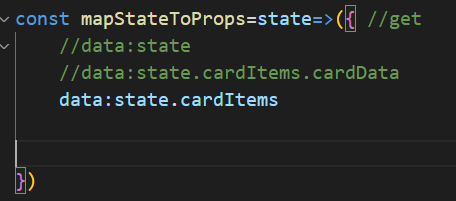 const mapStateToProps=state=>({ //get
//data:state
//data:state.cardItems.cardData
data:state.cardItems
})